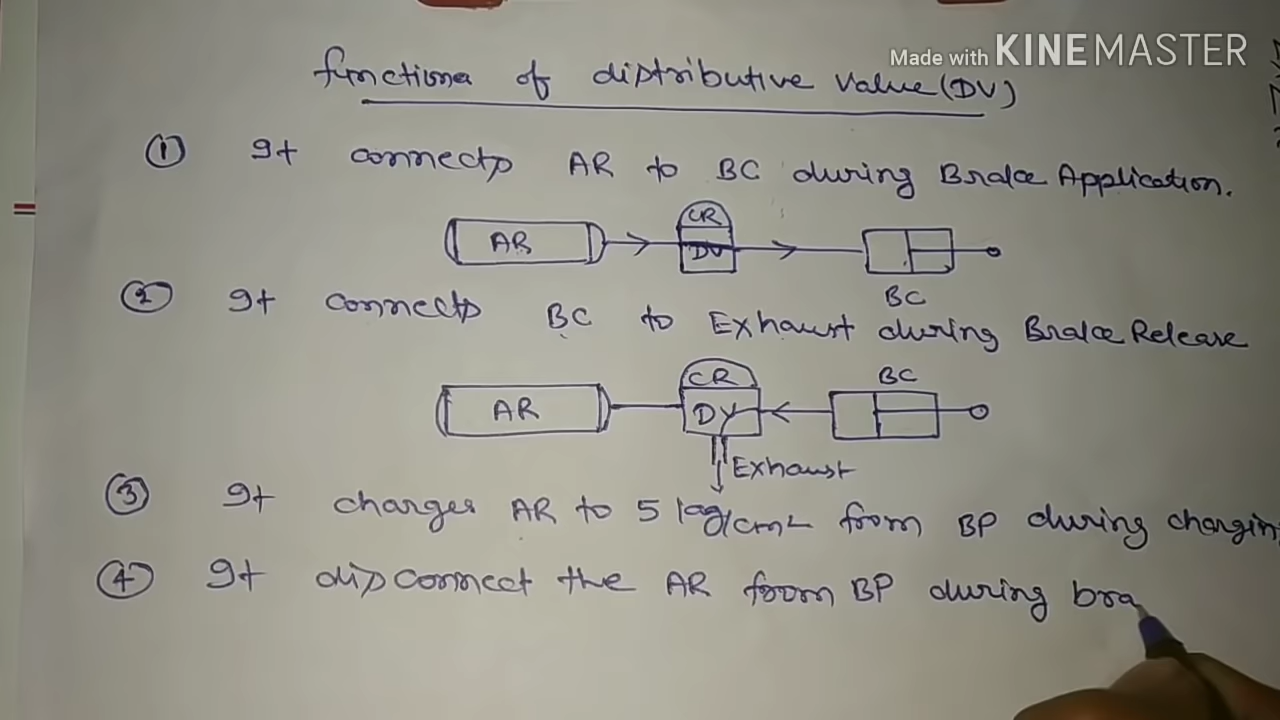 Made with KINEMASTER
functions of distributive Valve (DV)
① It connects AR to BC during Brake Application.
CR
AR DV
BC
② It connects BC to Exhaust during Brake Release
CR BC
AR DV
Exhaust
③ It charges AR to 5 kg/cm2 from BP during chargin
④ It disconnect the AR from BP during bra